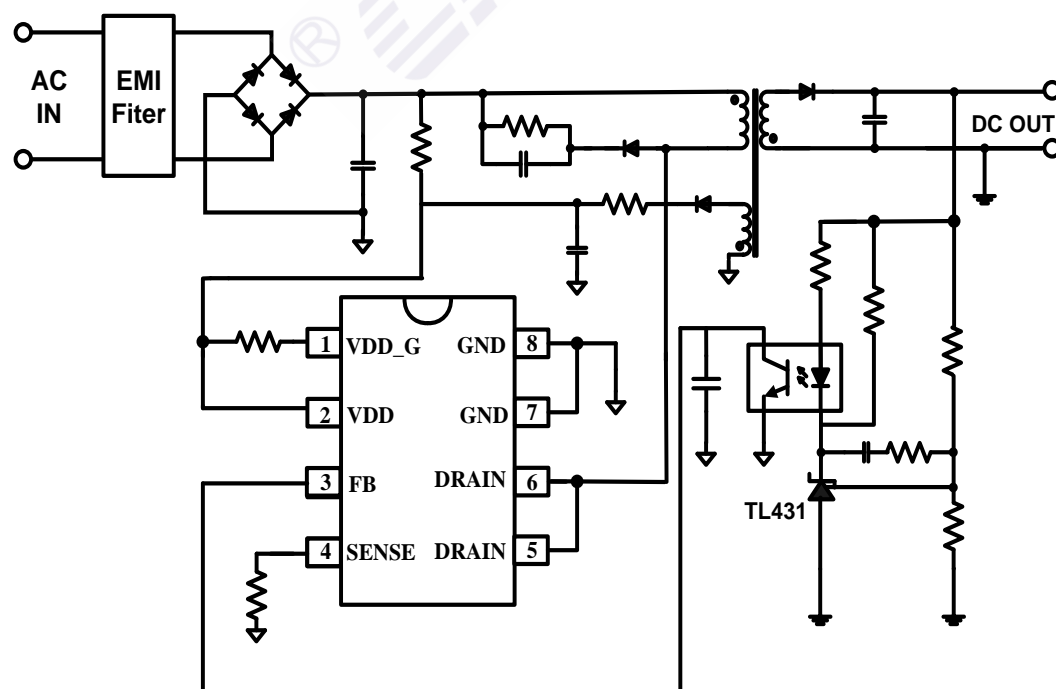 AC
IN
EMI
Fiter
DC OUT
1 VDD_G GND 8
2 VDD GND 7
3 FB DRAIN 6
4 SENSE DRAIN 5
TL431
®